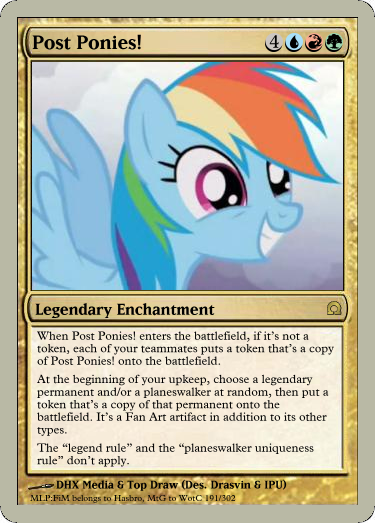 Post Ponies! 4
Legendary Enchantment
When Post Ponies! enters the battlefield, if it's not a
token, each of your teammates puts a token that's a copy
of Post Ponies! onto the battlefield.
At the beginning of your upkeep, choose a legendary
permanent and/or a planeswalker at random, then put a
token that's a copy of that permanent onto the
battlefield. It's a Fan Art artifact in addition to its other
types.
The “legend rule” and the “planeswalker uniqueness
rule” don't apply.
DHX Media & Top Draw (Des. Drasvin & IPU)
MLP:FiM belongs to Hasbro, MtG to WotC 191/302